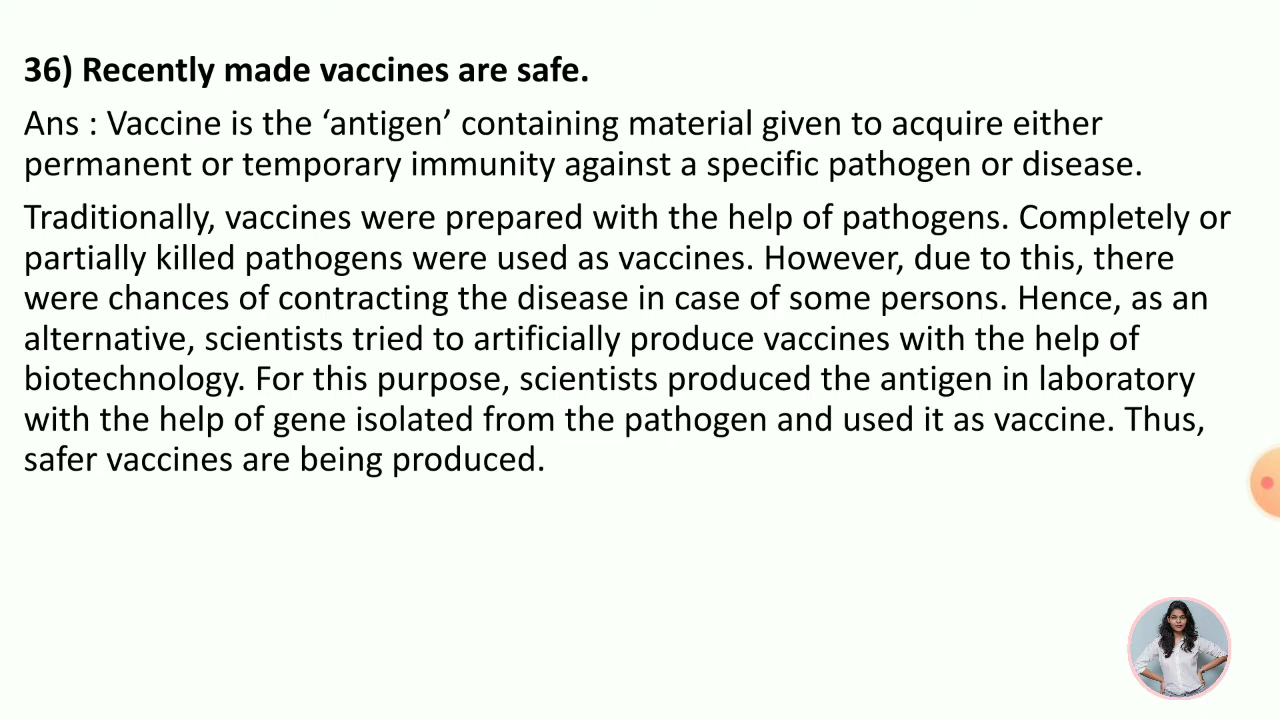 36) Recently made vaccines are safe.
Ans : Vaccine is the ‘antigen’ containing material given to acquire either
permanent or temporary immunity against a specific pathogen or disease.
Traditionally, vaccines were prepared with the help of pathogens. Completely or
partially killed pathogens were used as vaccines. However, due to this, there
were chances of contracting the disease in case of some persons. Hence, as an
alternative, scientists tried to artificially produce vaccines with the help of
biotechnology. For this purpose, scientists produced the antigen in laboratory
with the help of gene isolated from the pathogen and used it as vaccine. Thus,
safer vaccines are being produced.